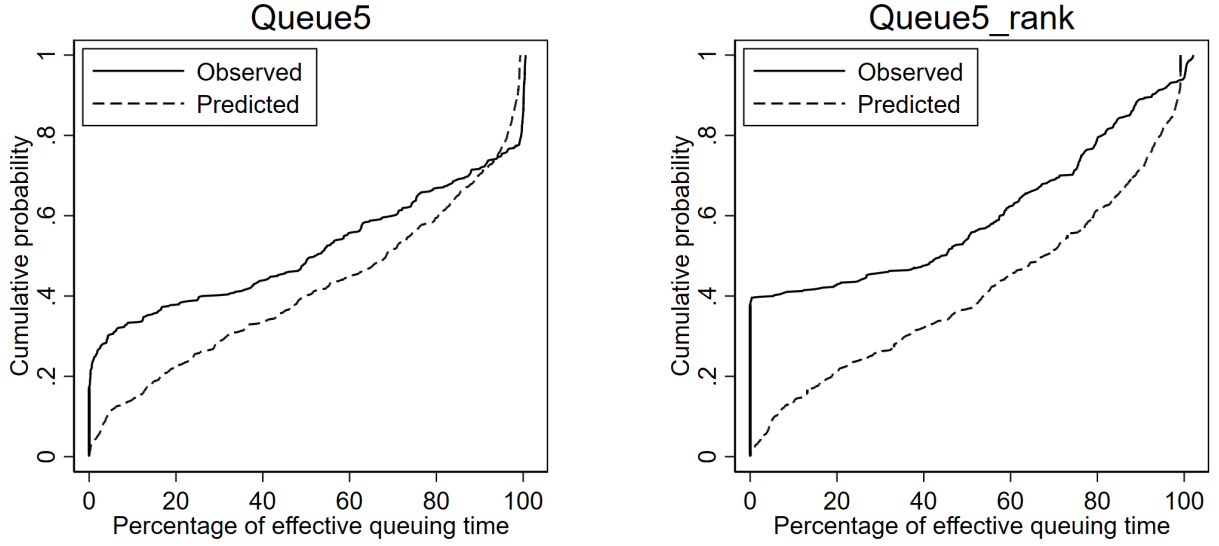 Queue5
Observed
Predicted
Cumulative probability
0 .2 .4 .6 .8 1
0 20 40 60 80 100
Percentage of effective queuing time
Queue5_rank
Observed
Predicted
Cumulative probability
0 .2 .4 .6 .8 1
0 20 40 60 80 100
Percentage of effective queuing time